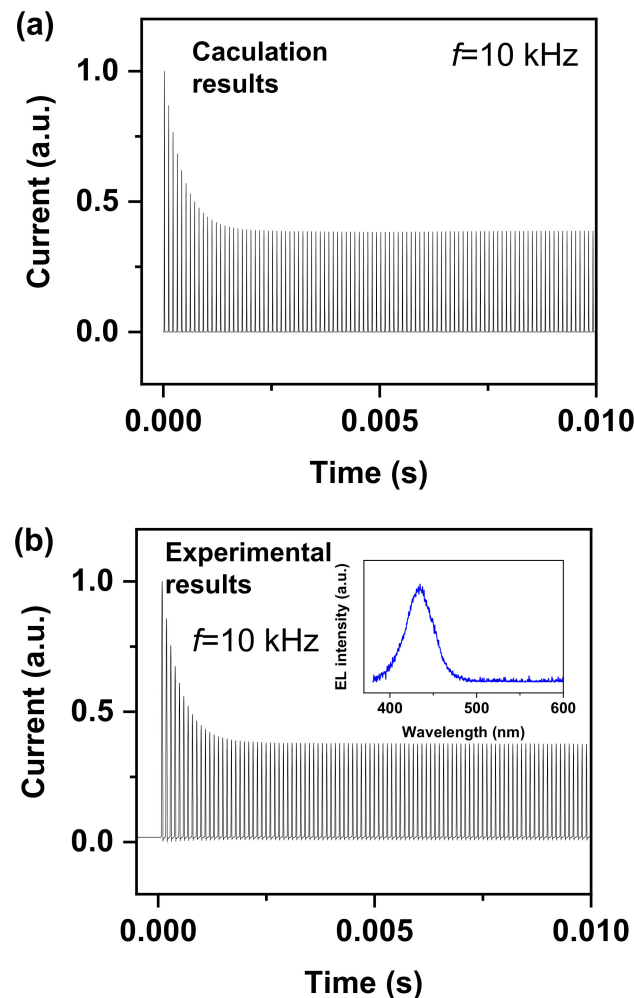 (a)
Caculation
results
f=10 kHz
Current (a.u.)
1.0
0.5
0.0
0.000
0.005
0.010
Time (s)
(b)
Experimental
results
f=10 kHz
Current (a.u.)
1.0
0.5
0.0
EL intensity (a.u.)
400
500
600
Wavelength (nm)
0.000
0.005
0.010
Time (s)